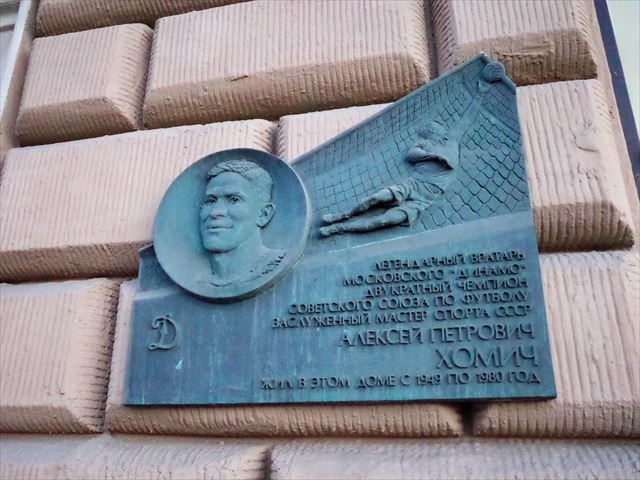 ЛЕГЕНДАРНЫЙ ВРАТАРЬ
МОСКОВСКОГО "ДИНАМО"
ДВУКРАТНЫЙ ЧЕМПИОН
СОВЕТСКОГО СОЮЗА ПО ФУТБОЛУ
ЗАСЛУЖЕННЫЙ МАСТЕР СПОРТА СССР
АЛЕКСЕЙ ПЕТРОВИЧ
ХОМИЧ
ЖИЛ В ЭТОМ ДОМЕ С 1949 ПО 1980 ГОД
Д